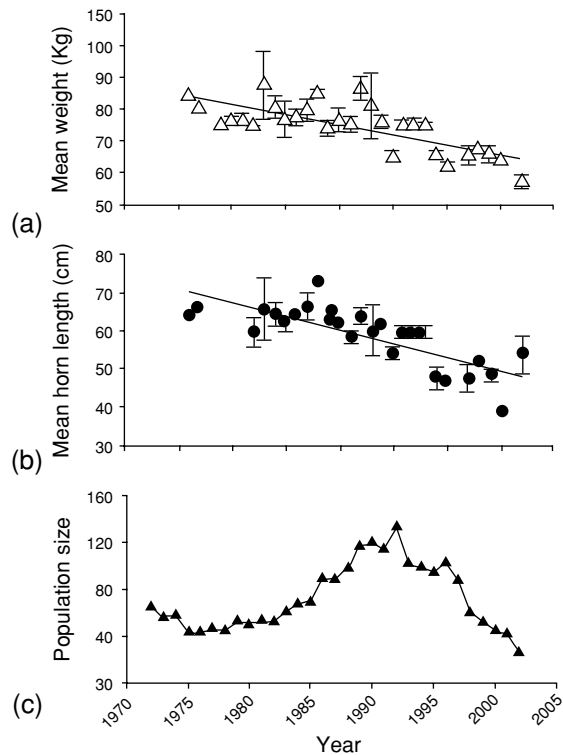 150
100
90
80
70
60
50
Mean weight (Kg)
(a)
80
70
60
50
40
30
Mean horn length (cm)
(b)
160
120
80
40
30
Population size
(c)
1970 1975 1980 1985 1990 1995 2000 2005
Year